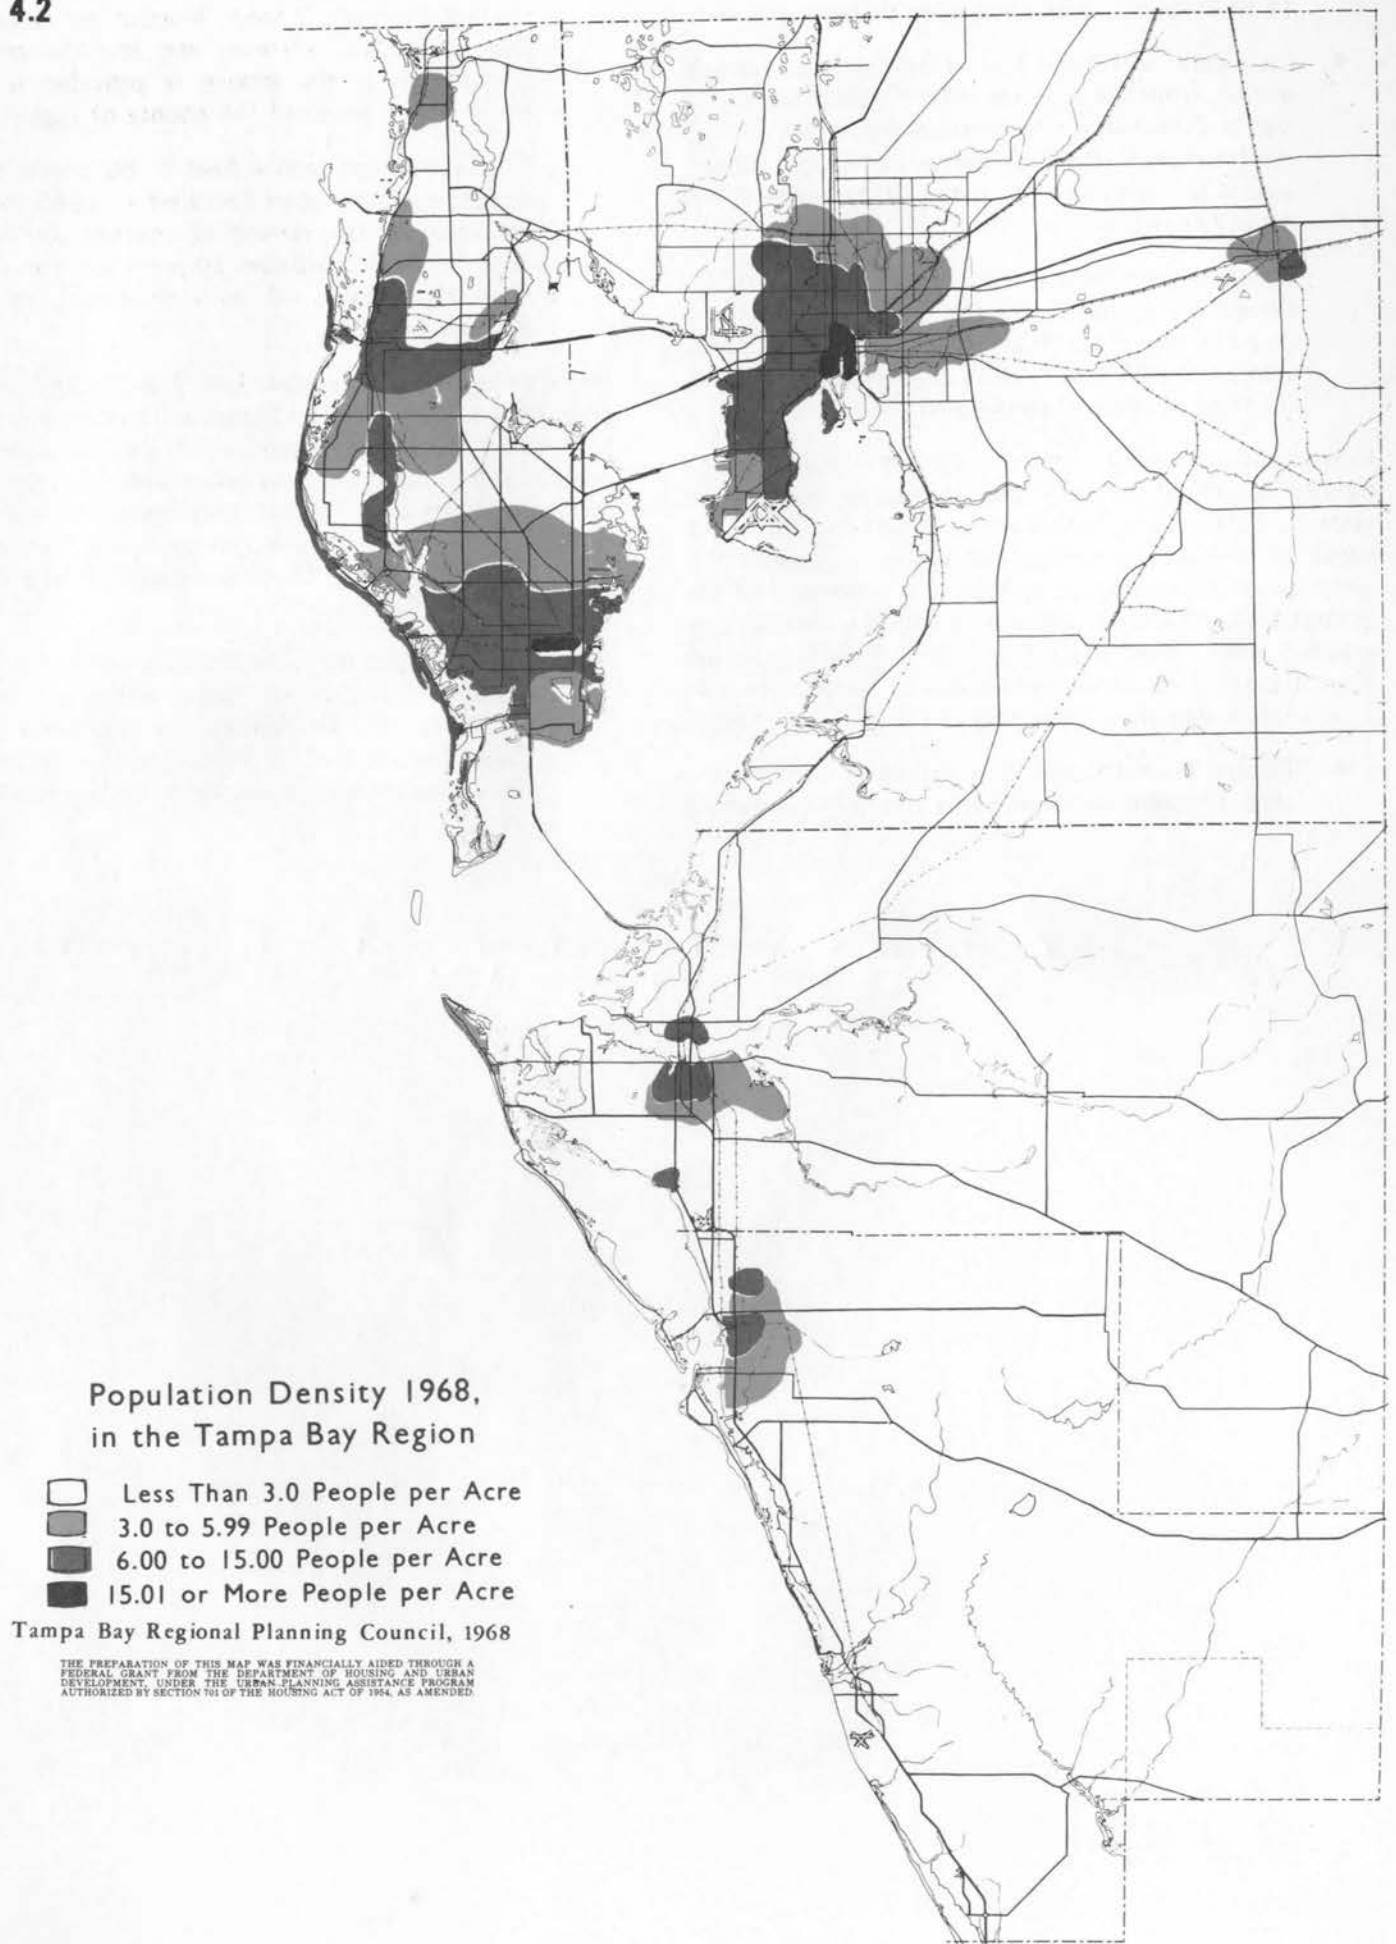 4.2
Population Density 1968,
in the Tampa Bay Region
Less Than 3.0 People per Acre
3.0 to 5.99 People per Acre
6.00 to 15.00 People per Acre
15.01 or More People per Acre
Tampa Bay Regional Planning Council, 1968
THE PREPARATION OF THIS MAP WAS FINANCIALLY AIDED THROUGH A
FEDERAL GRANT FROM THE DEPARTMENT OF HOUSING AND URBAN
DEVELOPMENT, UNDER THE URBAN PLANNING ASSISTANCE PROGRAM
AUTHORIZED BY SECTION 701 OF THE HOUSING ACT OF 1954, AS AMENDED.